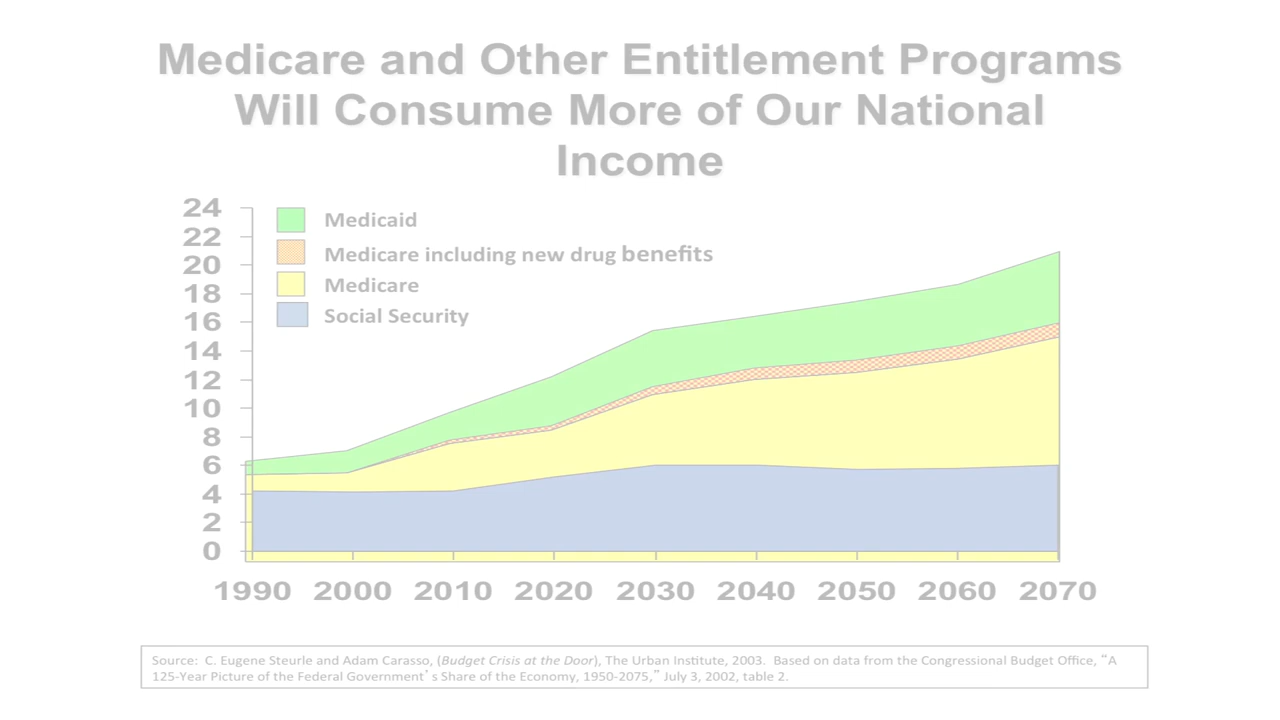 Medicare and Other Entitlement Programs
Will Consume More of Our National
Income
24
22
20
18
16
14
12
10
8
6
4
2
0
Medicaid
Medicare including new drug benefits
Medicare
Social Security
1990 2000 2010 2020 2030 2040 2050 2060 2070
Source: C. Eugene Steurle and Adam Carasso, (Budget Crisis at the Door), The Urban Institute, 2003. Based on data from the Congressional Budget Office, “A
125-Year Picture of the Federal Government’s Share of the Economy, 1950-2075,” July 3, 2002, table 2.